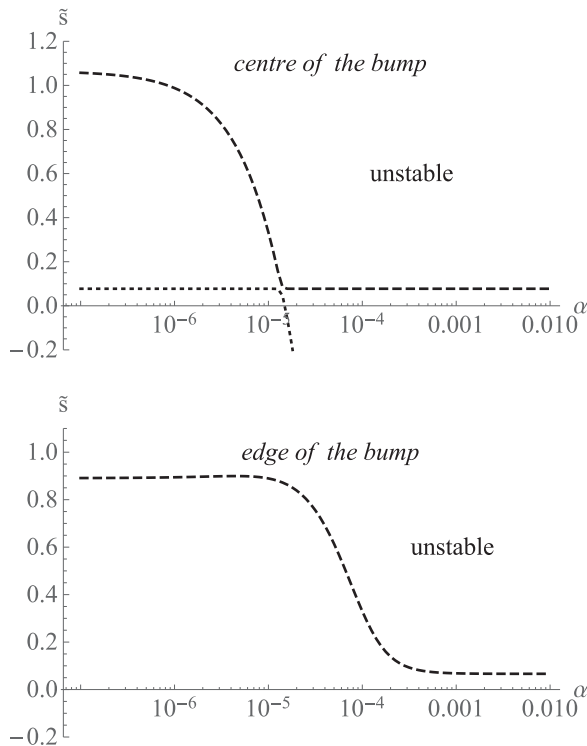 s̃
1.2
centre of the bump
1.0
0.8
unstable
0.6
0.4
0.2
0.0
α
10⁻⁶ 10⁻⁵ 10⁻⁴ 0.001 0.010
−0.2
s̃
1.0
edge of the bump
0.8
unstable
0.6
0.4
0.2
0.0
α
10⁻⁶ 10⁻⁵ 10⁻⁴ 0.001 0.010
−0.2